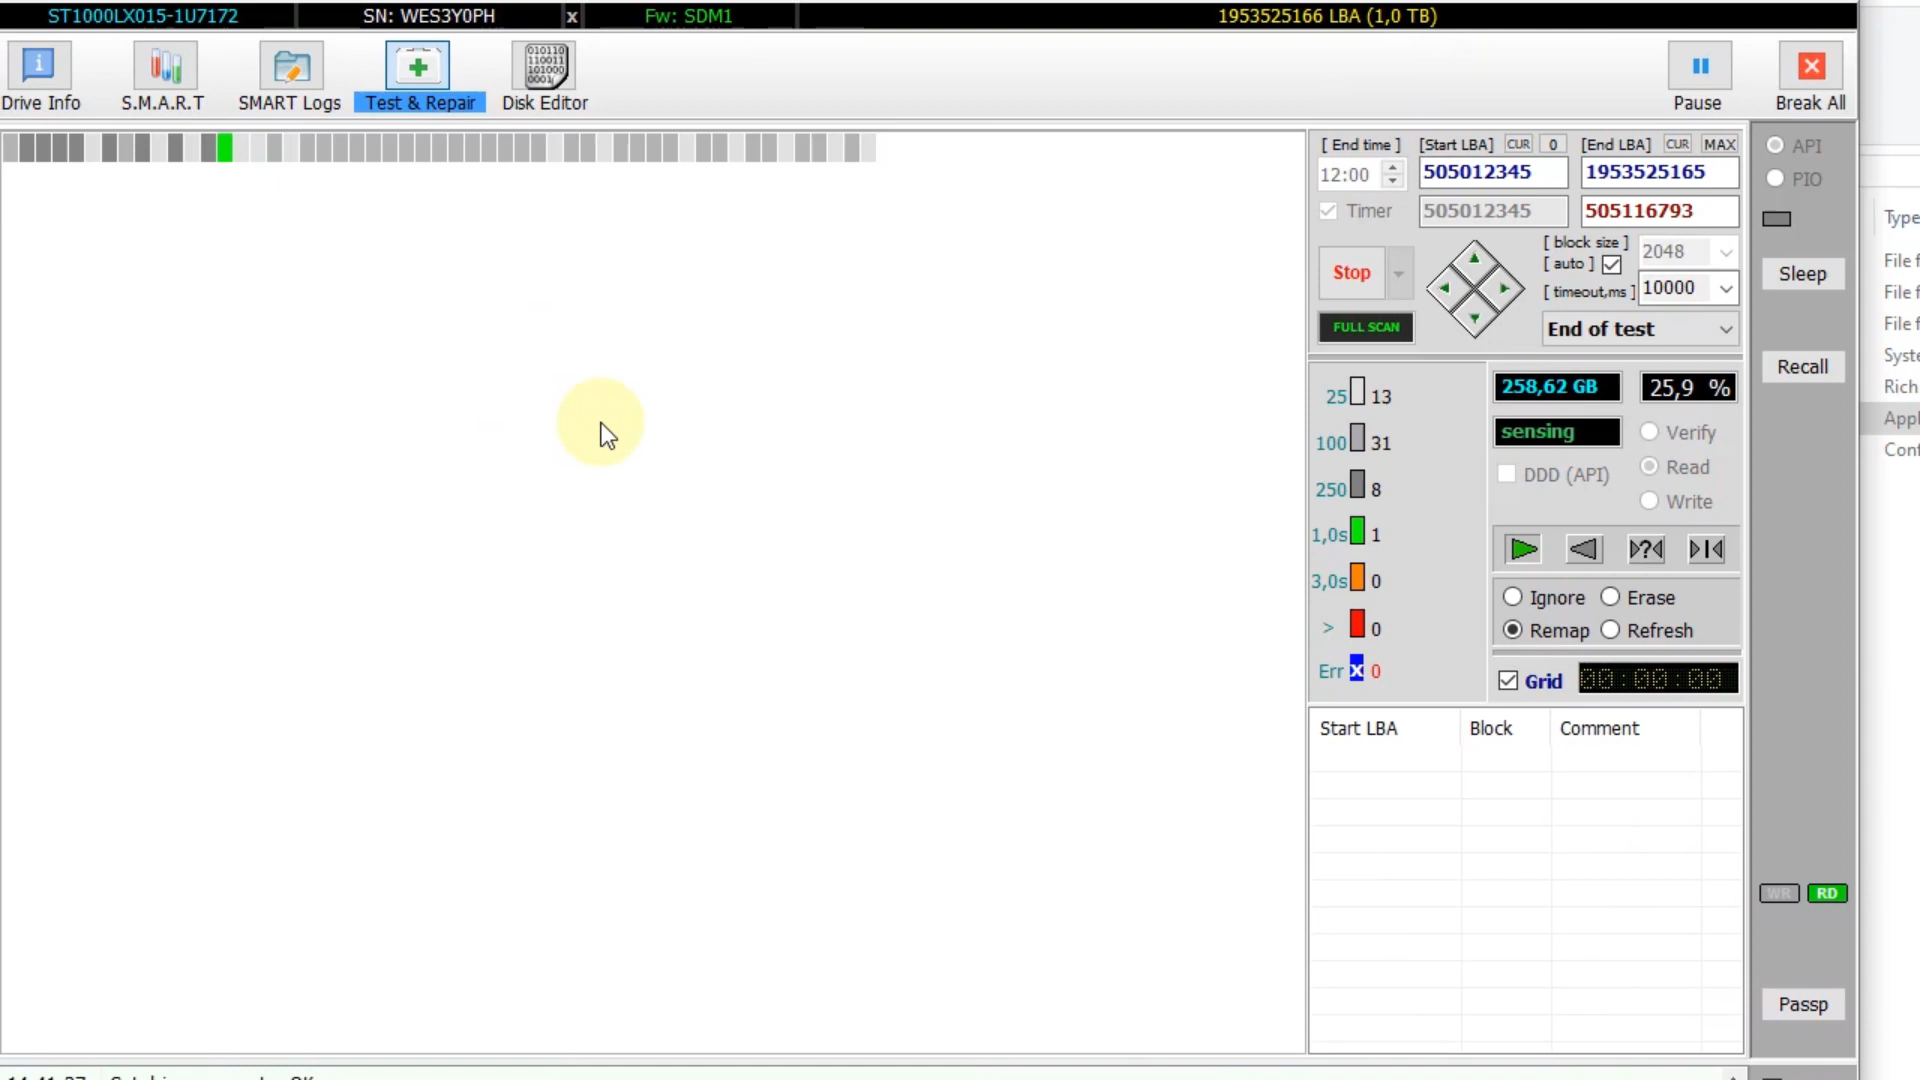 ST1000LX015-1U7172 SN: WES3Y0PH x Fw: SDM1 1953525166 LBA (1,0 TB)
Drive Info S.M.A.R.T SMART Logs Test & Repair Disk Editor Pause Break All
[ End time ] [Start LBA] CUR 0 [End LBA] CUR MAX
12:00 505012345 1953525165
Timer 505012345 505116793
API
PIO
Stop
[ block size ] 2048
[ auto ]
[ timeout,ms ] 10000
FULL SCAN End of test
Sleep
Recall
25 13
100 31
250 8
1,0s 1
3,0s 0
> 0
Err x 0
258,62 GB 25,9 %
sensing Verify
DDD (API) Read
Write
Ignore Erase
Remap Refresh
Grid 00:00:00
Start LBA Block Comment
WR RD
Passp
Type
File f
File f
File f
Syste
Rich
Appl